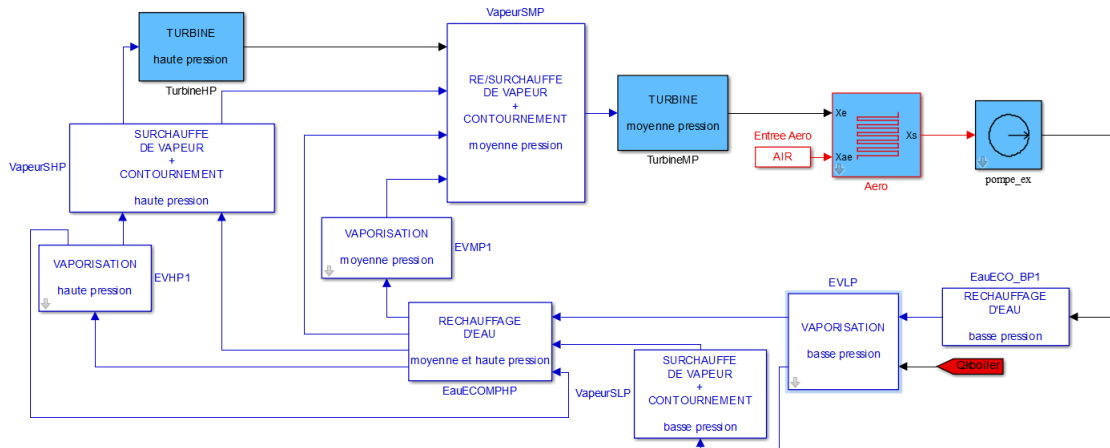 VapeurSMP
TURBINE
haute pression
TurbineHP
RE/SURCHAUFFE
DE VAPEUR
+
CONTOURNEMENT
moyenne pression
TURBINE
moyenne pression
TurbineMP
Entree Aero
AIR
Xe
Xae
Xs
Aero
pompe_ex
VapeurSHP
SURCHAUFFE
DE VAPEUR
+
CONTOURNEMENT
haute pression
VAPORISATION
haute pression
EVHP1
VAPORISATION
moyenne pression
EVMP1
RECHAUFFAGE
D'EAU
moyenne et haute pression
EauECOMPHP
VapeurSLP
SURCHAUFFE
DE VAPEUR
+
CONTOURNEMENT
basse pression
EVLP
VAPORISATION
basse pression
EauECO_BP1
RECHAUFFAGE
D'EAU
basse pression
Qkboiler